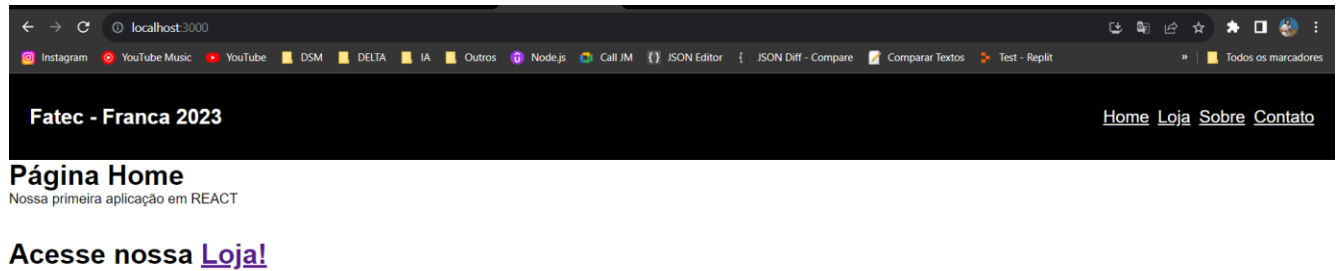 localhost:3000
Instagram YouTube Music YouTube DSM DELTA IA Outros Node.js Call JM JSON Editor JSON Diff - Compare Comparar Textos Test - Replit » Todos os marcadores
Fatec - Franca 2023 Home Loja Sobre Contato
Página Home
Nossa primeira aplicação em REACT
Acesse nossa Loja!